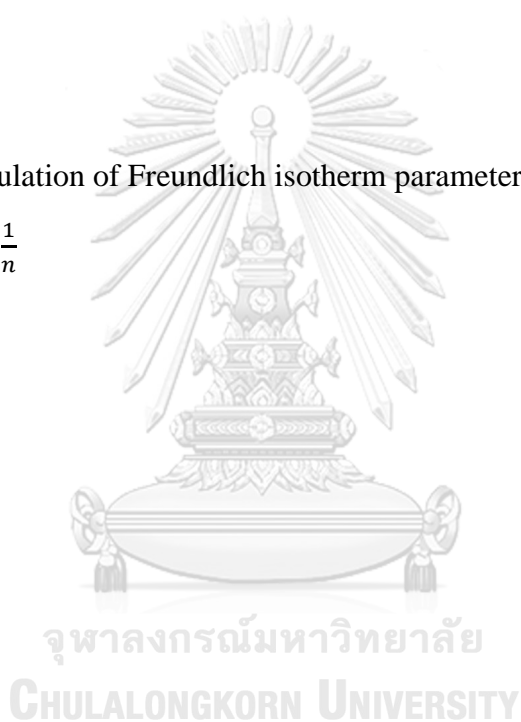 ulation of Freundlich isotherm parameter
1
n
จุฬาลงกรณ์มหาวิทยาลัย
CHULALONGKORN UNIVERSITY